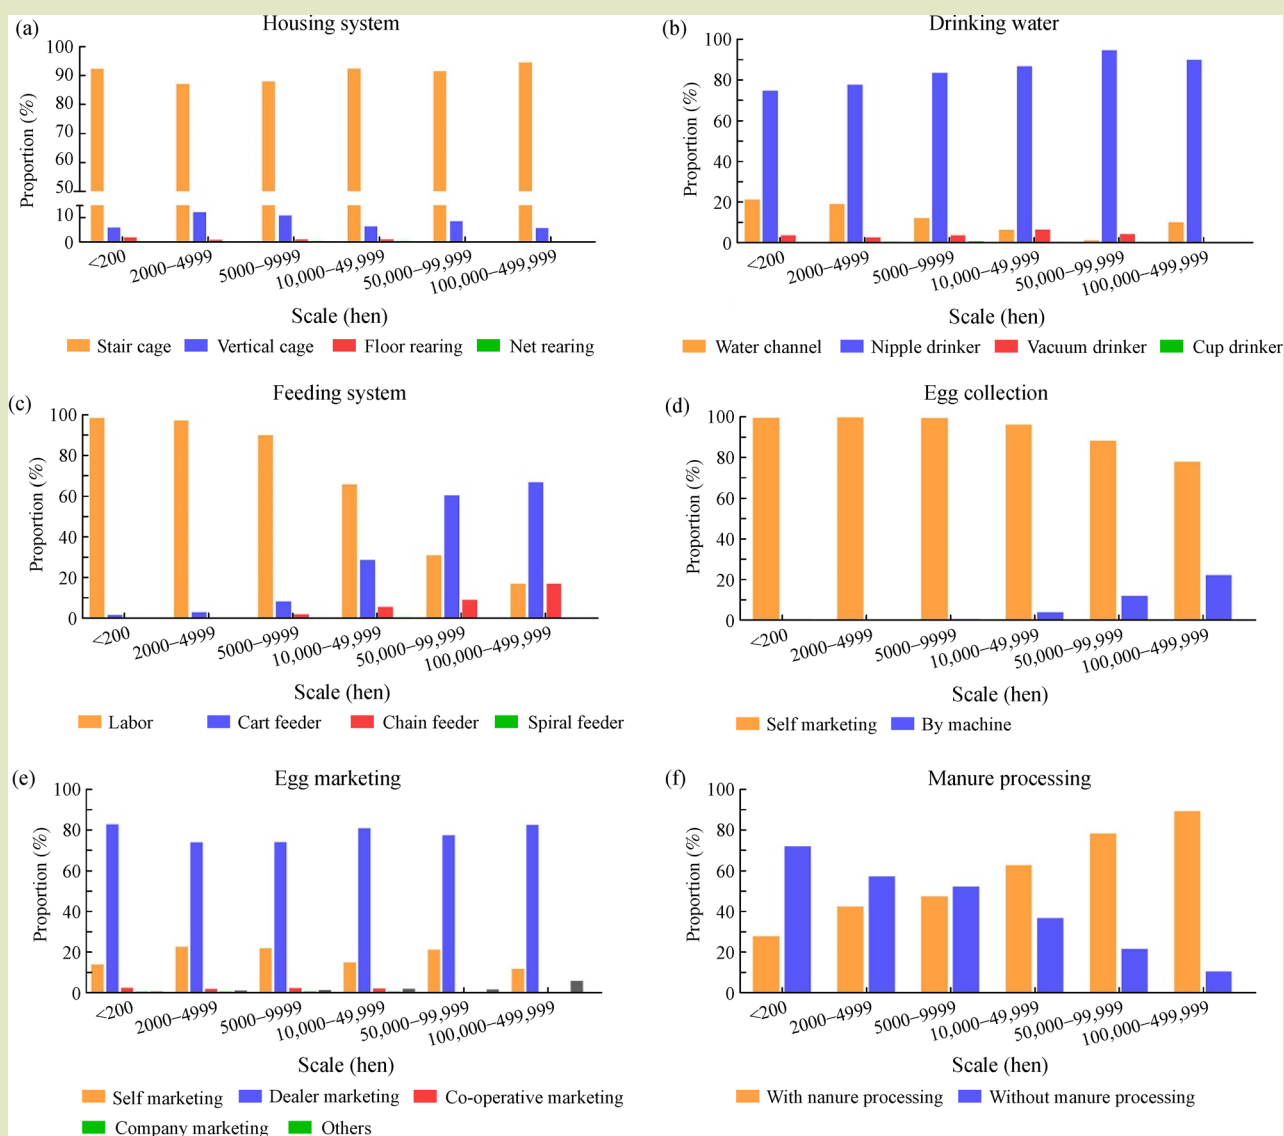 (a) Housing system
Proportion (%)
100
90
80
70
60
50
10
0
<200 2000–4999 5000–9999 10,000–49,999 50,000–99,999 100,000–499,999
Scale (hen)
Stair cage Vertical cage Floor rearing Net rearing
(b) Drinking water
Proportion (%)
100
80
60
40
20
0
<200 2000–4999 5000–9999 10,000–49,999 50,000–99,999 100,000–499,999
Scale (hen)
Water channel Nipple drinker Vacuum drinker Cup drinker
(c) Feeding system
Proportion (%)
100
80
60
40
20
0
<200 2000–4999 5000–9999 10,000–49,999 50,000–99,999 100,000–499,999
Scale (hen)
Labor Cart feeder Chain feeder Spiral feeder
(d) Egg collection
Proportion (%)
100
80
60
40
20
0
<200 2000–4999 5000–9999 10,000–49,999 50,000–99,999 100,000–499,999
Scale (hen)
Self marketing By machine
(e) Egg marketing
Proportion (%)
100
80
60
40
20
0
<200 2000–4999 5000–9999 10,000–49,999 50,000–99,999 100,000–499,999
Scale (hen)
Self marketing Dealer marketing Co-operative marketing
Company marketing Others
(f) Manure processing
Proportion (%)
100
80
60
40
20
0
<200 2000–4999 5000–9999 10,000–49,999 50,000–99,999 100,000–499,999
Scale (hen)
With nanure processing Without manure processing